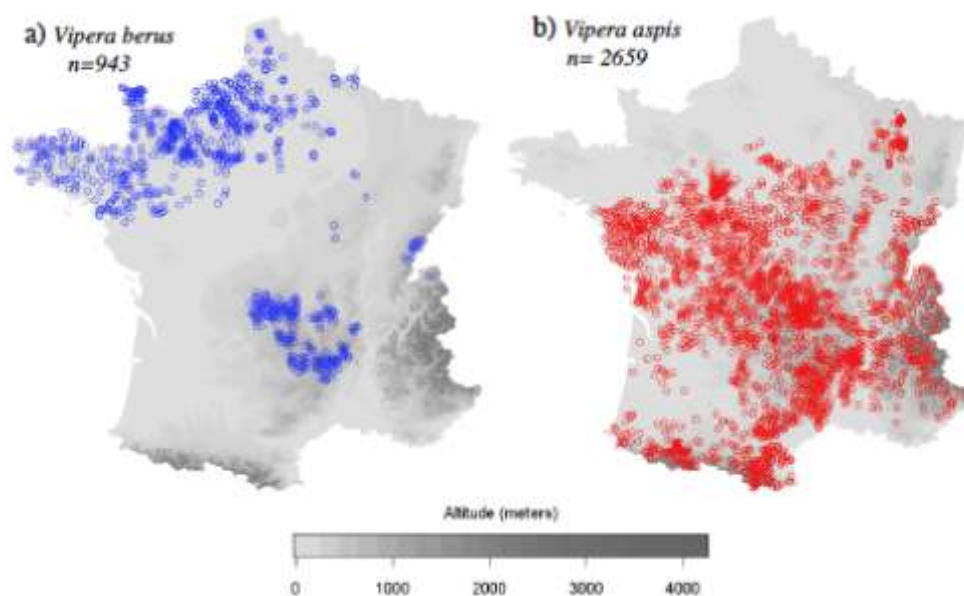 a) Vipera berus
n=943
b) Vipera aspis
n= 2659
Altitude (meters)
0 1000 2000 3000 4000